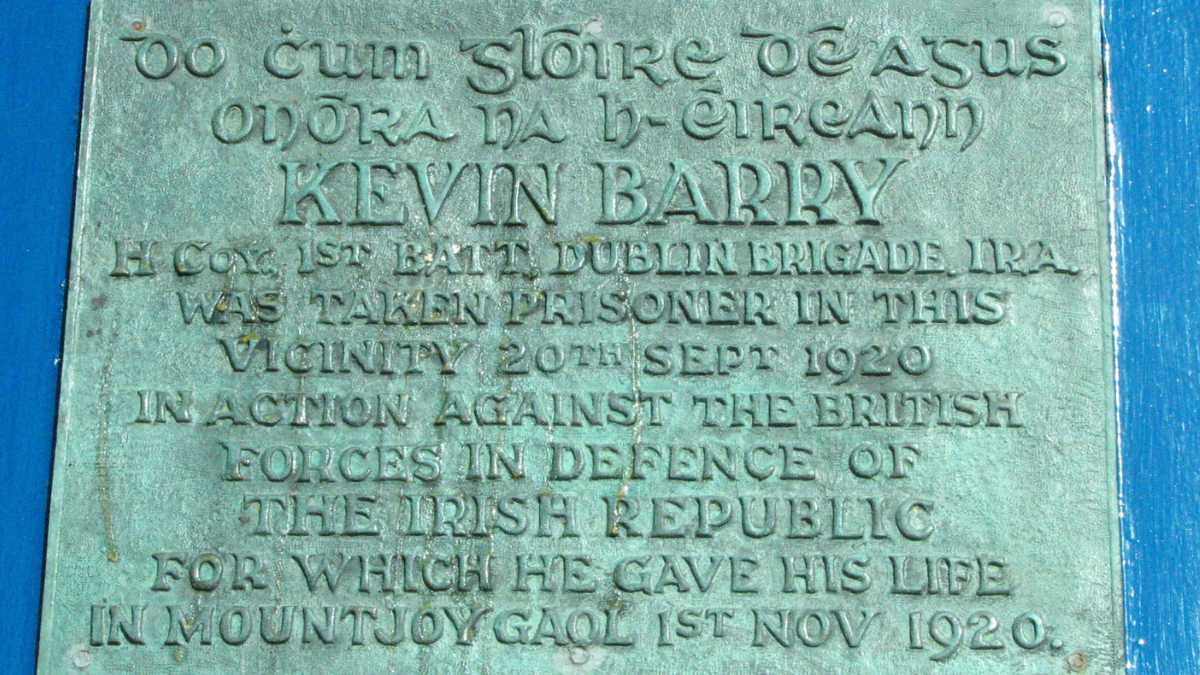 do ċum glóire dé agus
onóra na h-éireann
KEVIN BARRY
H COY. 1ST BATT. DUBLIN BRIGADE. I.R.A.
WAS TAKEN PRISONER IN THIS
VICINITY 20TH SEPT 1920
IN ACTION AGAINST THE BRITISH
FORCES IN DEFENCE OF
THE IRISH REPUBLIC
FOR WHICH HE GAVE HIS LIFE
IN MOUNTJOY GAOL 1ST NOV 1920.